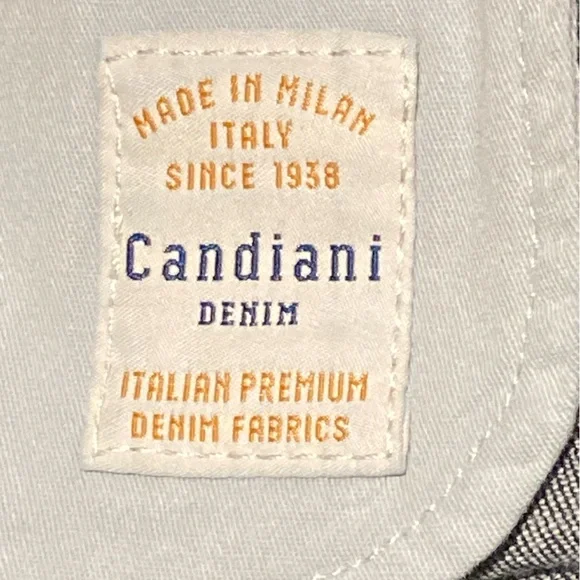 MADE IN MILAN
ITALY
SINCE 1938
Candiani
DENIM
ITALIAN PREMIUM
DENIM FABRICS